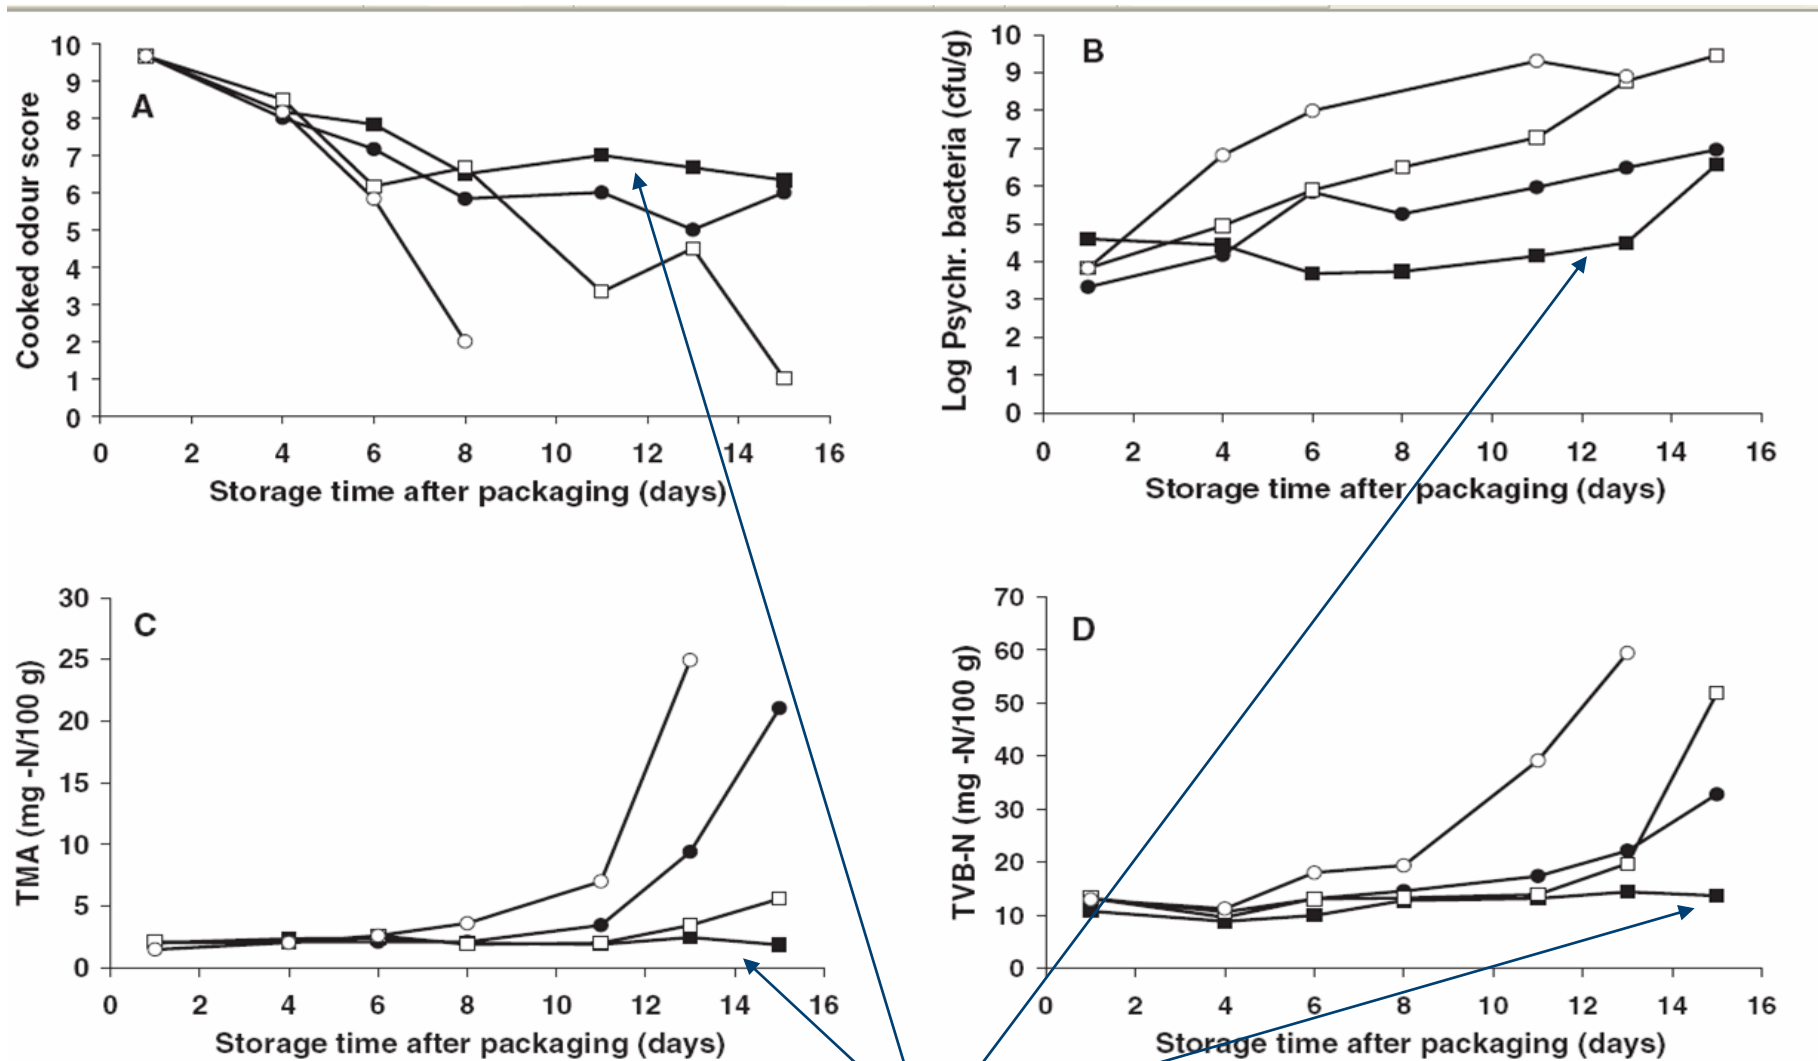 A
Cooked odour score
10
9
8
7
6
5
4
3
2
1
0
0 2 4 6 8 10 12 14 16
Storage time after packaging (days)
B
Log Psychr. bacteria (cfu/g)
10
9
8
7
6
5
4
3
2
1
0
0 2 4 6 8 10 12 14 16
Storage time after packaging (days)
C
TMA (mg -N/100 g)
30
25
20
15
10
5
0
0 2 4 6 8 10 12 14 16
Storage time after packaging (days)
D
TVB-N (mg -N/100 g)
70
60
50
40
30
20
10
0
0 2 4 6 8 10 12 14 16
Storage time after packaging (days)